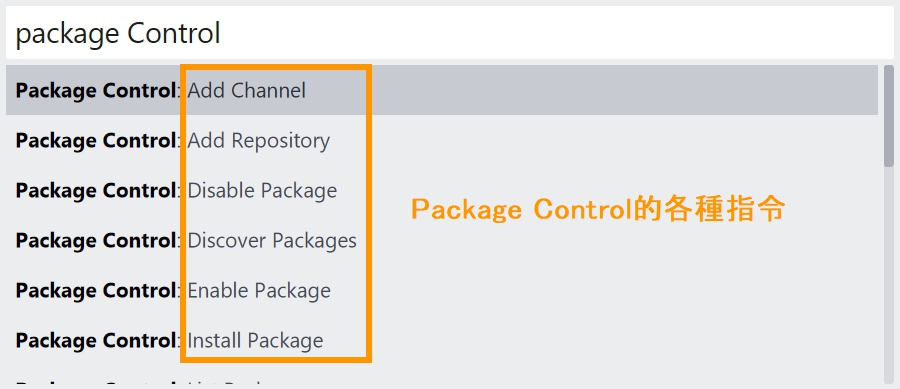 package Control
Package Control: Add Channel
Package Control: Add Repository
Package Control: Disable Package
Package Control的各種指令
Package Control: Discover Packages
Package Control: Enable Package
Package Control: Install Package